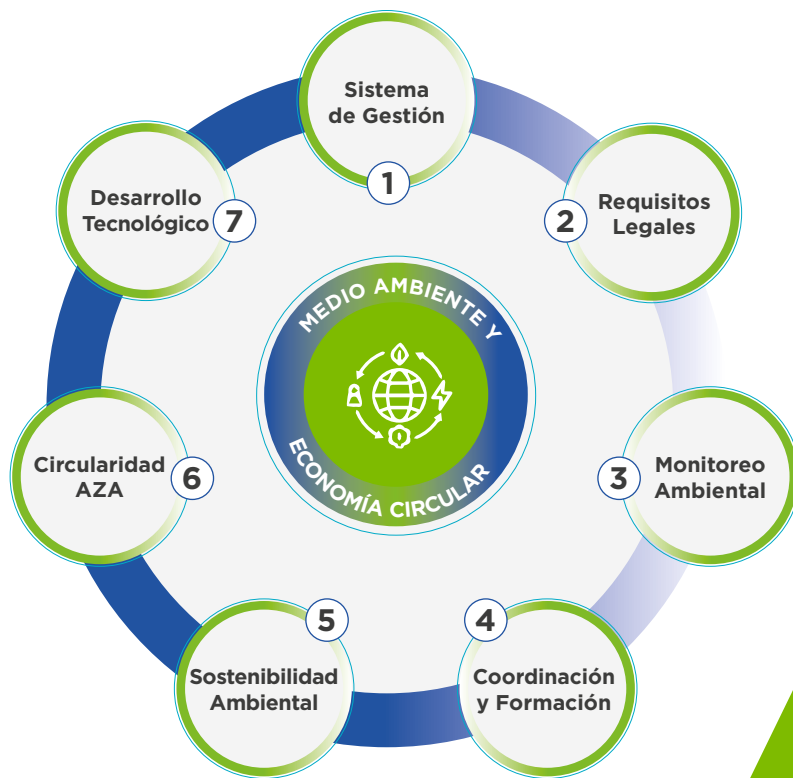 Sistema
de Gestión
1
Requisitos
Legales
2
Monitoreo
Ambiental
3
Coordinación
y Formación
4
Sostenibilidad
Ambiental
5
Circularidad
AZA
6
Desarrollo
Tecnológico
7
MEDIO AMBIENTE Y
ECONOMÍA CIRCULAR